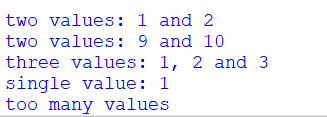 two values: 1 and 2
two values: 9 and 10
three values: 1, 2 and 3
single value: 1
too many values